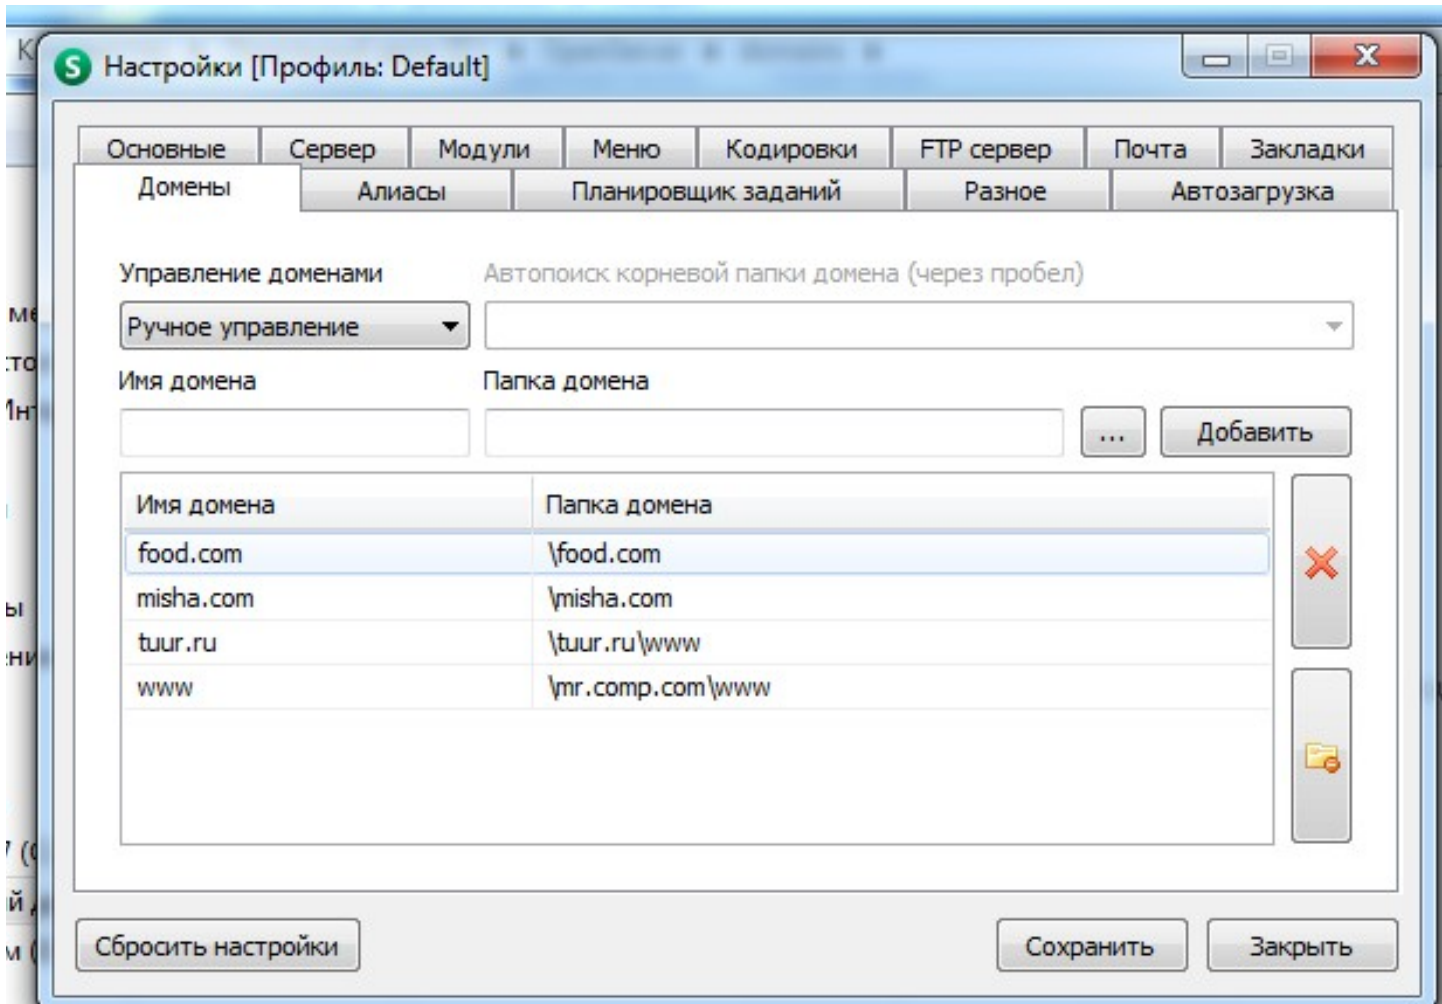 К
S Настройки [Профиль: Default]
Основные Сервер Модули Меню Кодировки FTP сервер Почта Закладки
Домены Алиасы Планировщик заданий Разное Автозагрузка
Управление доменами Автопоиск корневой папки домена (через пробел)
Ручное управление
Имя домена Папка домена
... Добавить
Имя домена Папка домена
food.com \food.com
misha.com \misha.com
tuur.ru \tuur.ru\www
www \mr.comp.com\www
Сбросить настройки Сохранить Закрыть